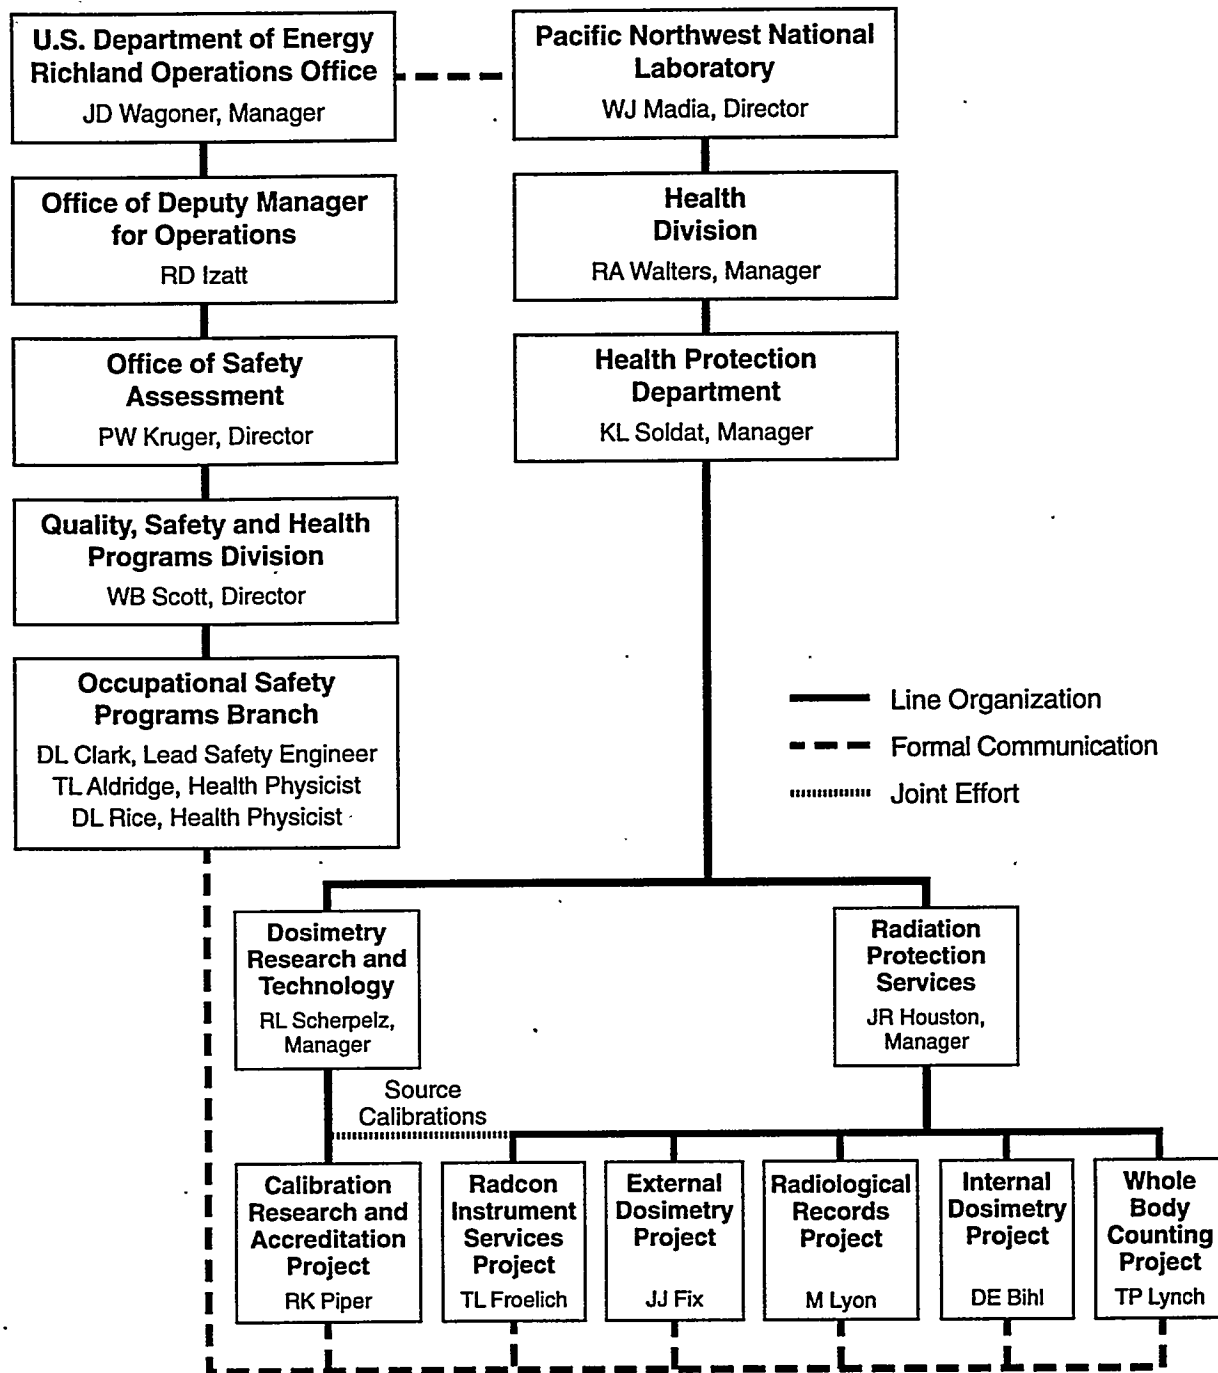 U.S. Department of Energy
Richland Operations Office
JD Wagoner, Manager
Pacific Northwest National
Laboratory
WJ Madia, Director
Office of Deputy Manager
for Operations
RD Izatt
Health
Division
RA Walters, Manager
Office of Safety
Assessment
PW Kruger, Director
Health Protection
Department
KL Soldat, Manager
Quality, Safety and Health
Programs Division
WB Scott, Director
Occupational Safety
Programs Branch
DL Clark, Lead Safety Engineer
TL Aldridge, Health Physicist
DL Rice, Health Physicist
Line Organization
Formal Communication
Joint Effort
Dosimetry
Research and
Technology
RL Scherpelz,
Manager
Radiation
Protection
Services
JR Houston,
Manager
Source
Calibrations
Calibration
Research and
Accreditation
Project
RK Piper
Radcon
Instrument
Services
Project
TL Froelich
External
Dosimetry
Project
JJ Fix
Radiological
Records
Project
M Lyon
Internal
Dosimetry
Project
DE Bihl
Whole
Body
Counting
Project
TP Lynch